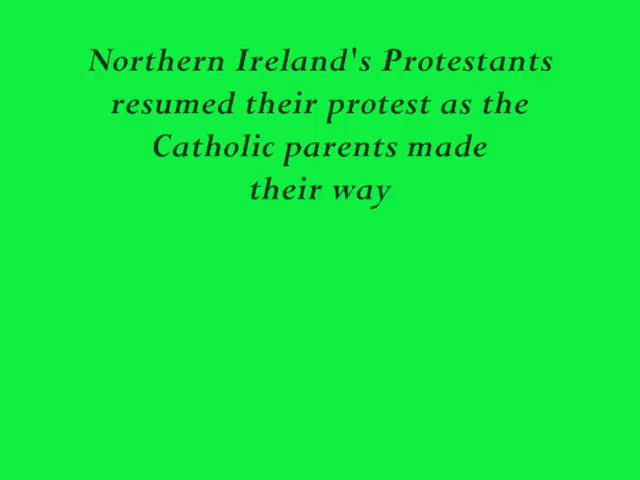 Northern Ireland's Protestants
resumed their protest as the
Catholic parents made
their way